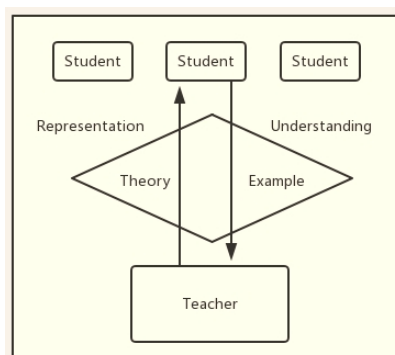 Student Student Student
Representation Understanding
Theory Example
Teacher